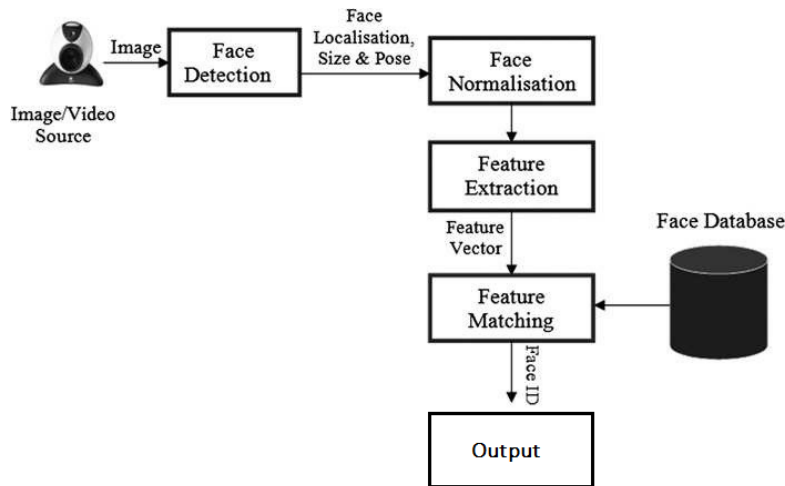 Image/Video
Source
Image
Face
Detection
Face
Localisation,
Size & Pose
Face
Normalisation
Feature
Extraction
Feature
Vector
Face Database
Feature
Matching
Face ID
Output